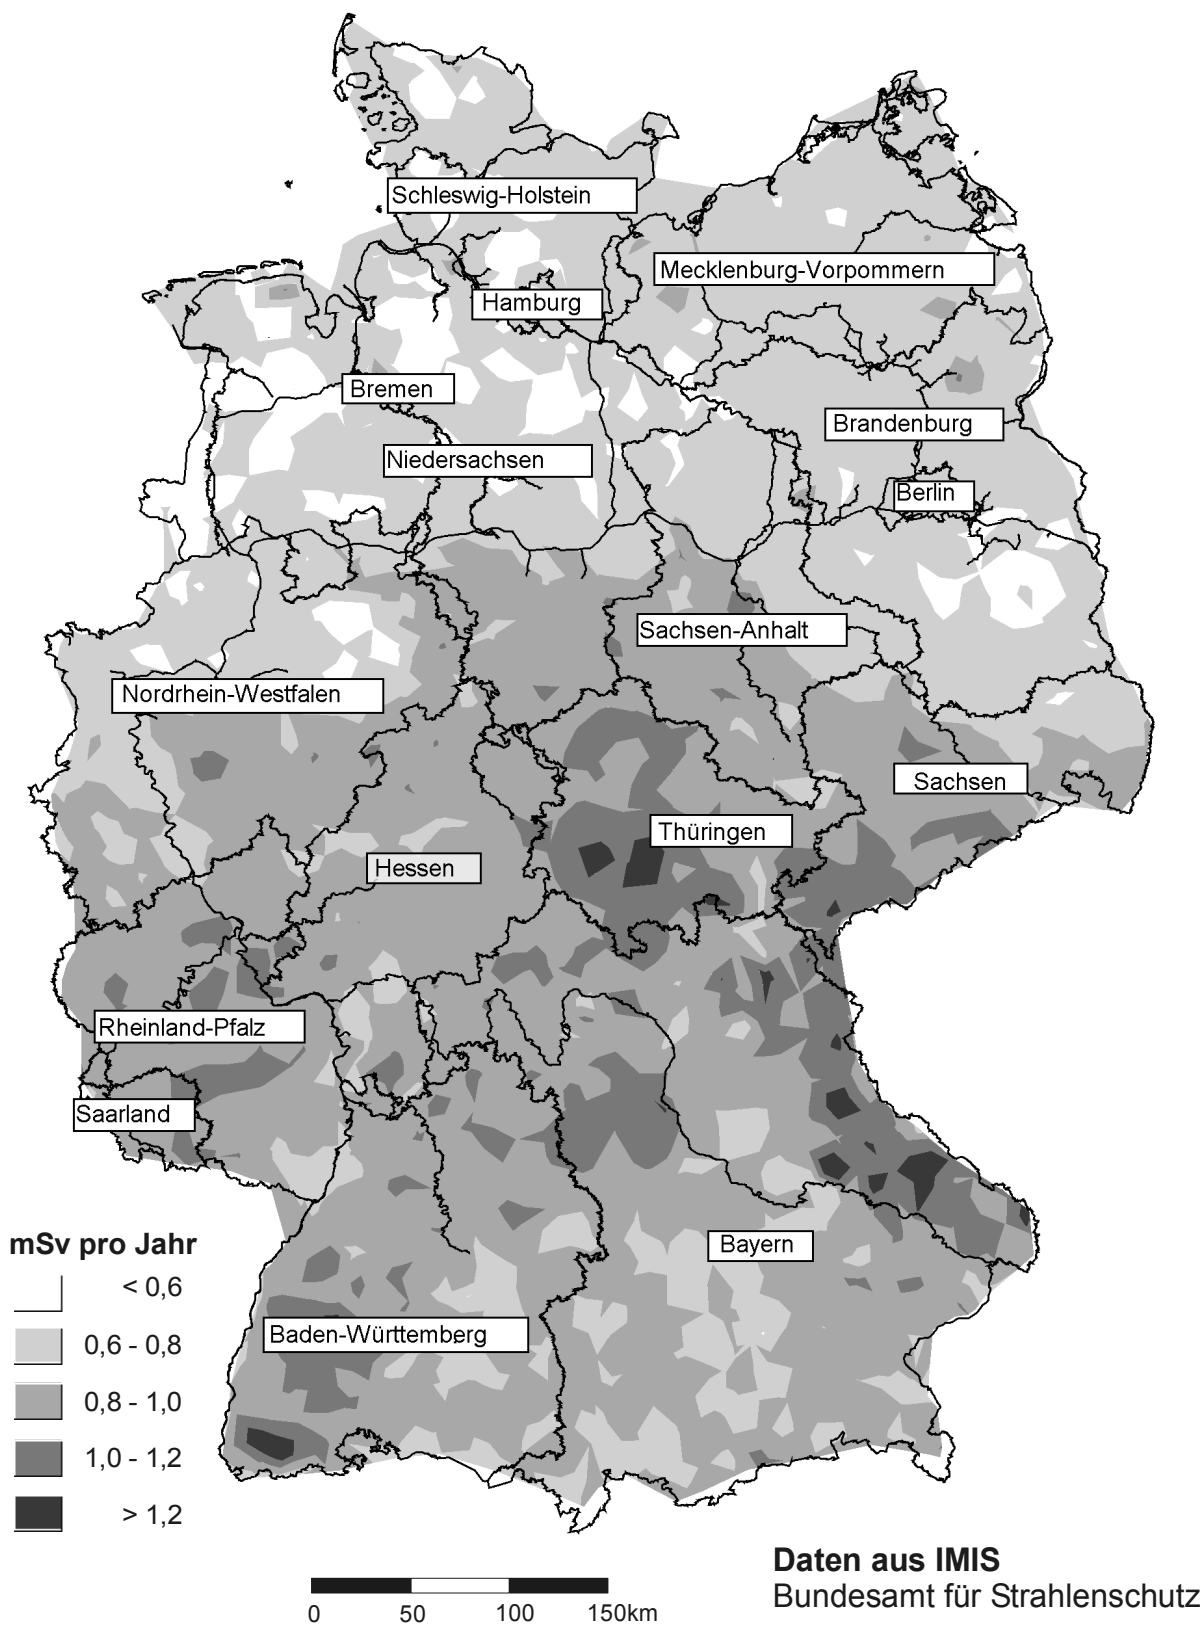 Schleswig-Holstein
Mecklenburg-Vorpommern
Hamburg
Bremen
Brandenburg
Niedersachsen
Berlin
Sachsen-Anhalt
Nordrhein-Westfalen
Sachsen
Thüringen
Hessen
Rheinland-Pfalz
Saarland
Bayern
Baden-Württemberg
mSv pro Jahr
< 0,6
0,6 - 0,8
0,8 - 1,0
1,0 - 1,2
> 1,2
0 50 100 150km
Daten aus IMIS
Bundesamt für Strahlenschutz